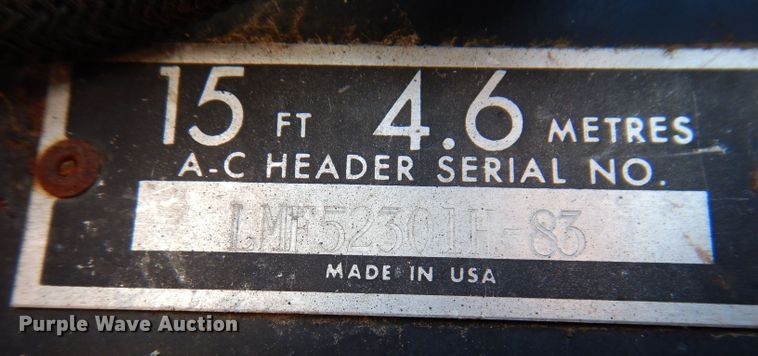 15 FT 4.6 METRES
A-C HEADER SERIAL NO.
LMF52301H-83
MADE IN USA
Purple Wave Auction